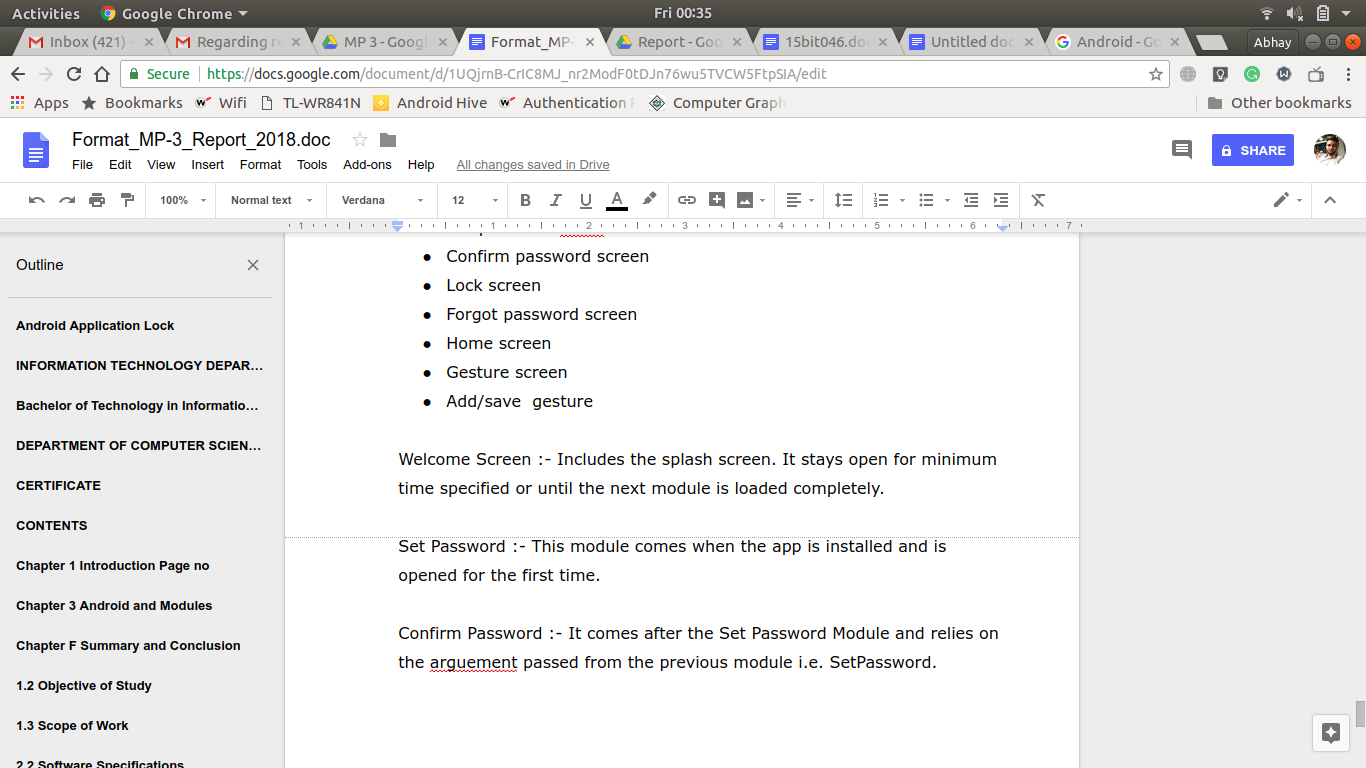 Activities Google Chrome Fri 00:35
Inbox (421) - Regarding re MP 3 - Googl Format_MP- Report - Goo 15bit046.do Untitled doc Android - Go Abhay
Secure https://docs.google.com/document/d/1UQjrnB-CrIC8MJ_nr2ModF0tDJn76wu5TVCW5FtpSIA/edit
Apps Bookmarks Wifi TL-WR841N Android Hive Authentication Computer Graph Other bookmarks
Format_MP-3_Report_2018.doc
File Edit View Insert Format Tools Add-ons Help All changes saved in Drive
SHARE
100% Normal text Verdana 12 B I U A
1 1 2 3 4 5 6 7
Outline
Android Application Lock
INFORMATION TECHNOLOGY DEPAR...
Bachelor of Technology in Informatio...
DEPARTMENT OF COMPUTER SCIEN...
CERTIFICATE
CONTENTS
Chapter 1 Introduction Page no
Chapter 3 Android and Modules
Chapter F Summary and Conclusion
1.2 Objective of Study
1.3 Scope of Work
2.2 Software Specifications
● Confirm password screen
● Lock screen
● Forgot password screen
● Home screen
● Gesture screen
● Add/save gesture
Welcome Screen :- Includes the splash screen. It stays open for minimum
time specified or until the next module is loaded completely.
Set Password :- This module comes when the app is installed and is
opened for the first time.
Confirm Password :- It comes after the Set Password Module and relies on
the arguement passed from the previous module i.e. SetPassword.